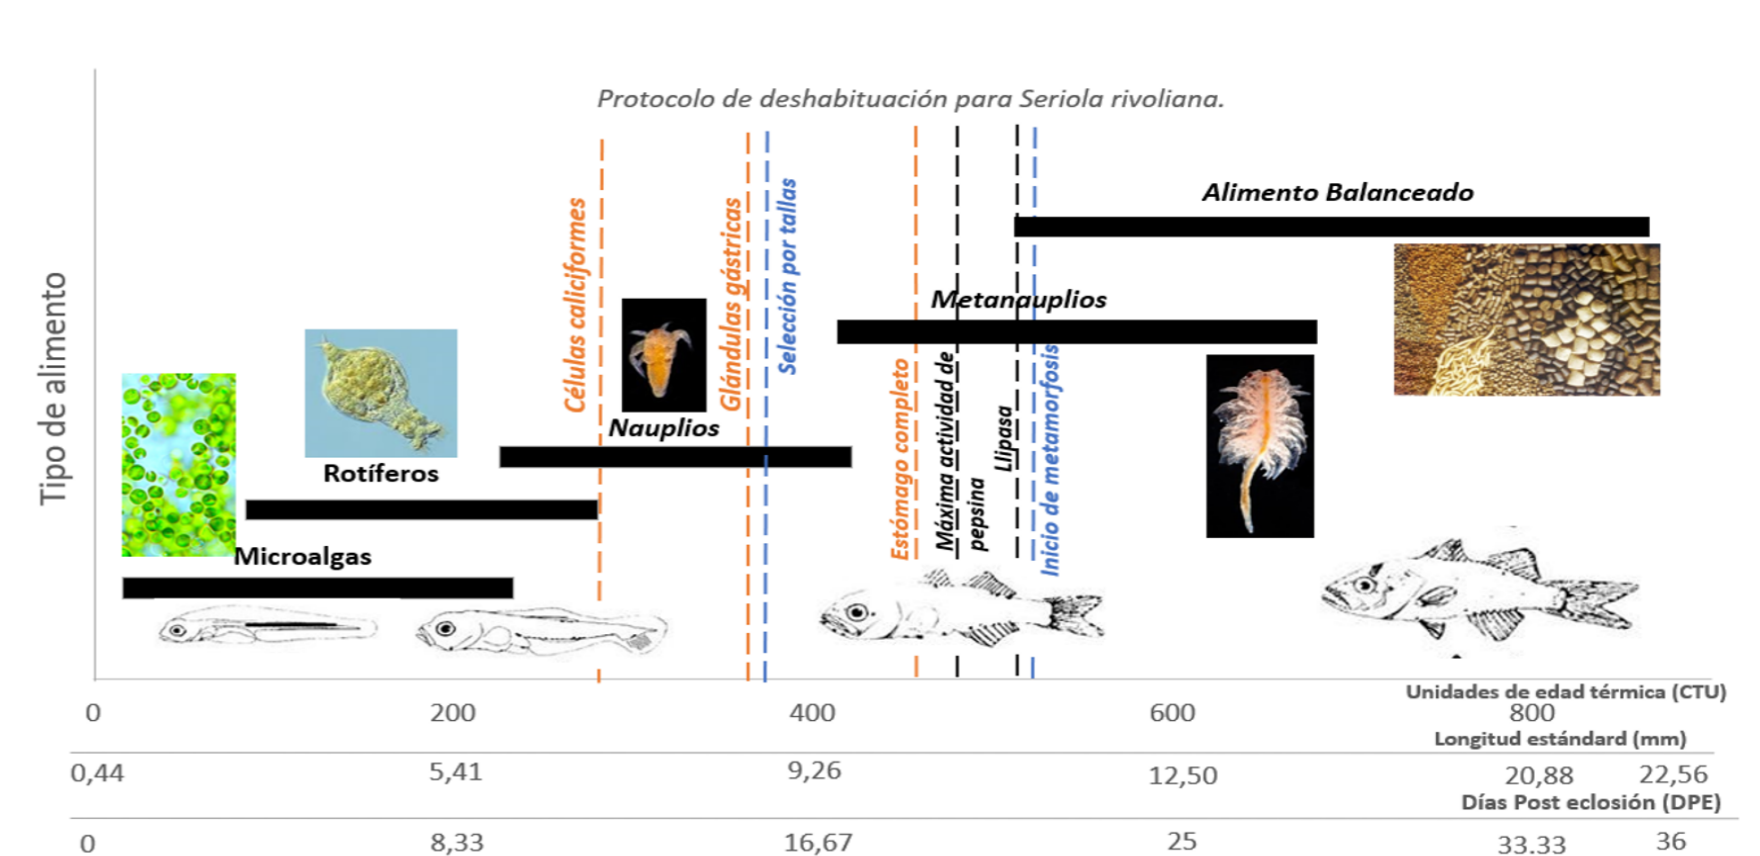 Protocolo de deshabituación para Seriola rivoliana.
Tipo de alimento
Alimento Balanceado
Metanauplios
Nauplios
Rotíferos
Microalgas
Células caliciformes
Glándulas gástricas
Selección por tallas
Estómago completo
Máxima actividad de
pepsina
Llipasa
Inicio de metamorfosis
Unidades de edad térmica (CTU)
0 200 400 600 800
Longitud estándard (mm)
0,44 5,41 9,26 12,50 20,88 22,56
Días Post eclosión (DPE)
0 8,33 16,67 25 33.33 36